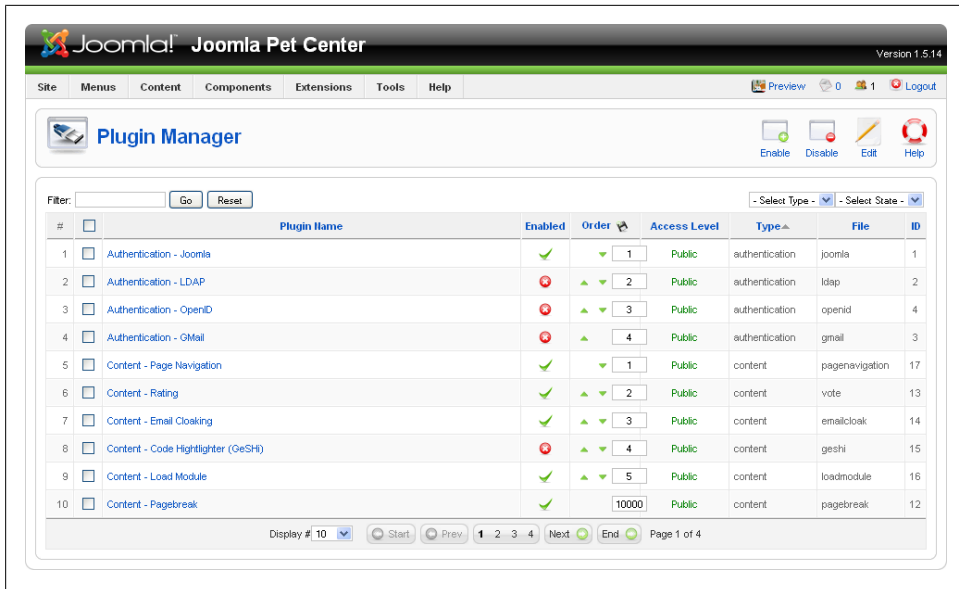 Joomla! Joomla Pet Center
Version 1.5.14
Site Menus Content Components Extensions Tools Help Preview 0 1 Logout
Plugin Manager
Enable Disable Edit Help
Filter: Go Reset - Select Type - - Select State -
# Plugin Name Enabled Order Access Level Type File ID
1 Authentication - Joomla 1 Public authentication joomla 1
2 Authentication - LDAP 2 Public authentication ldap 2
3 Authentication - OpenID 3 Public authentication openid 4
4 Authentication - GMail 4 Public authentication gmail 3
5 Content - Page Navigation 1 Public content pagenavigation 17
6 Content - Rating 2 Public content vote 13
7 Content - Email Cloaking 3 Public content emailcloak 14
8 Content - Code Hightlighter (GeSHi) 4 Public content geshi 15
9 Content - Load Module 5 Public content loadmodule 16
10 Content - Pagebreak 10000 Public content pagebreak 12
Display # 10 Start Prev 1 2 3 4 Next End Page 1 of 4